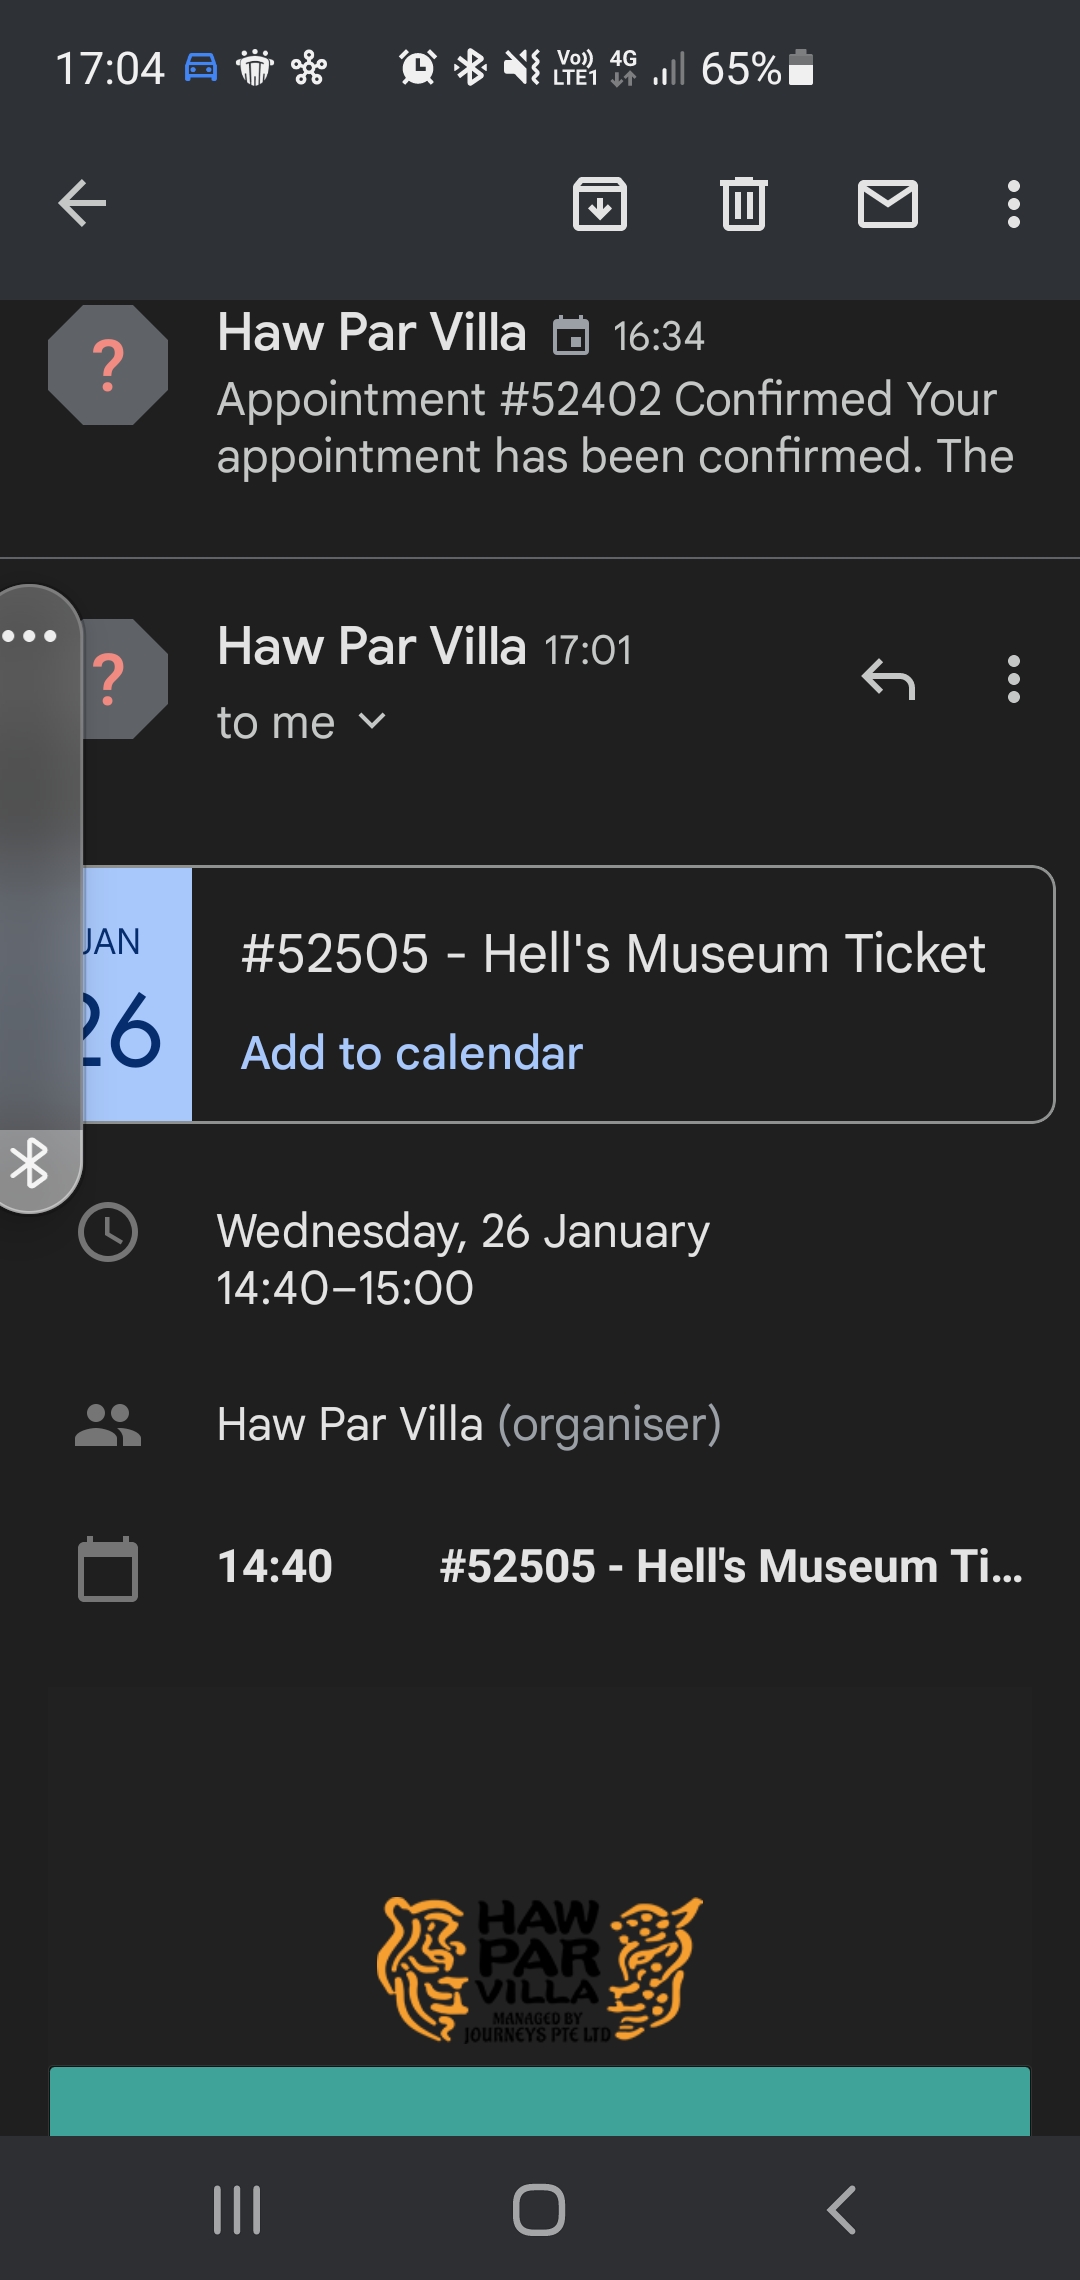 17:04
Vo)) LTE1
4G
65%
? Haw Par Villa 16:34
Appointment #52402 Confirmed Your
appointment has been confirmed. The
? Haw Par Villa 17:01
to me
JAN
26
#52505 - Hell's Museum Ticket
Add to calendar
Wednesday, 26 January
14:40–15:00
Haw Par Villa (organiser)
14:40 #52505 - Hell's Museum Ti...
HAW
PAR
VILLA
MANAGED BY
JOURNEYS PTE LTD